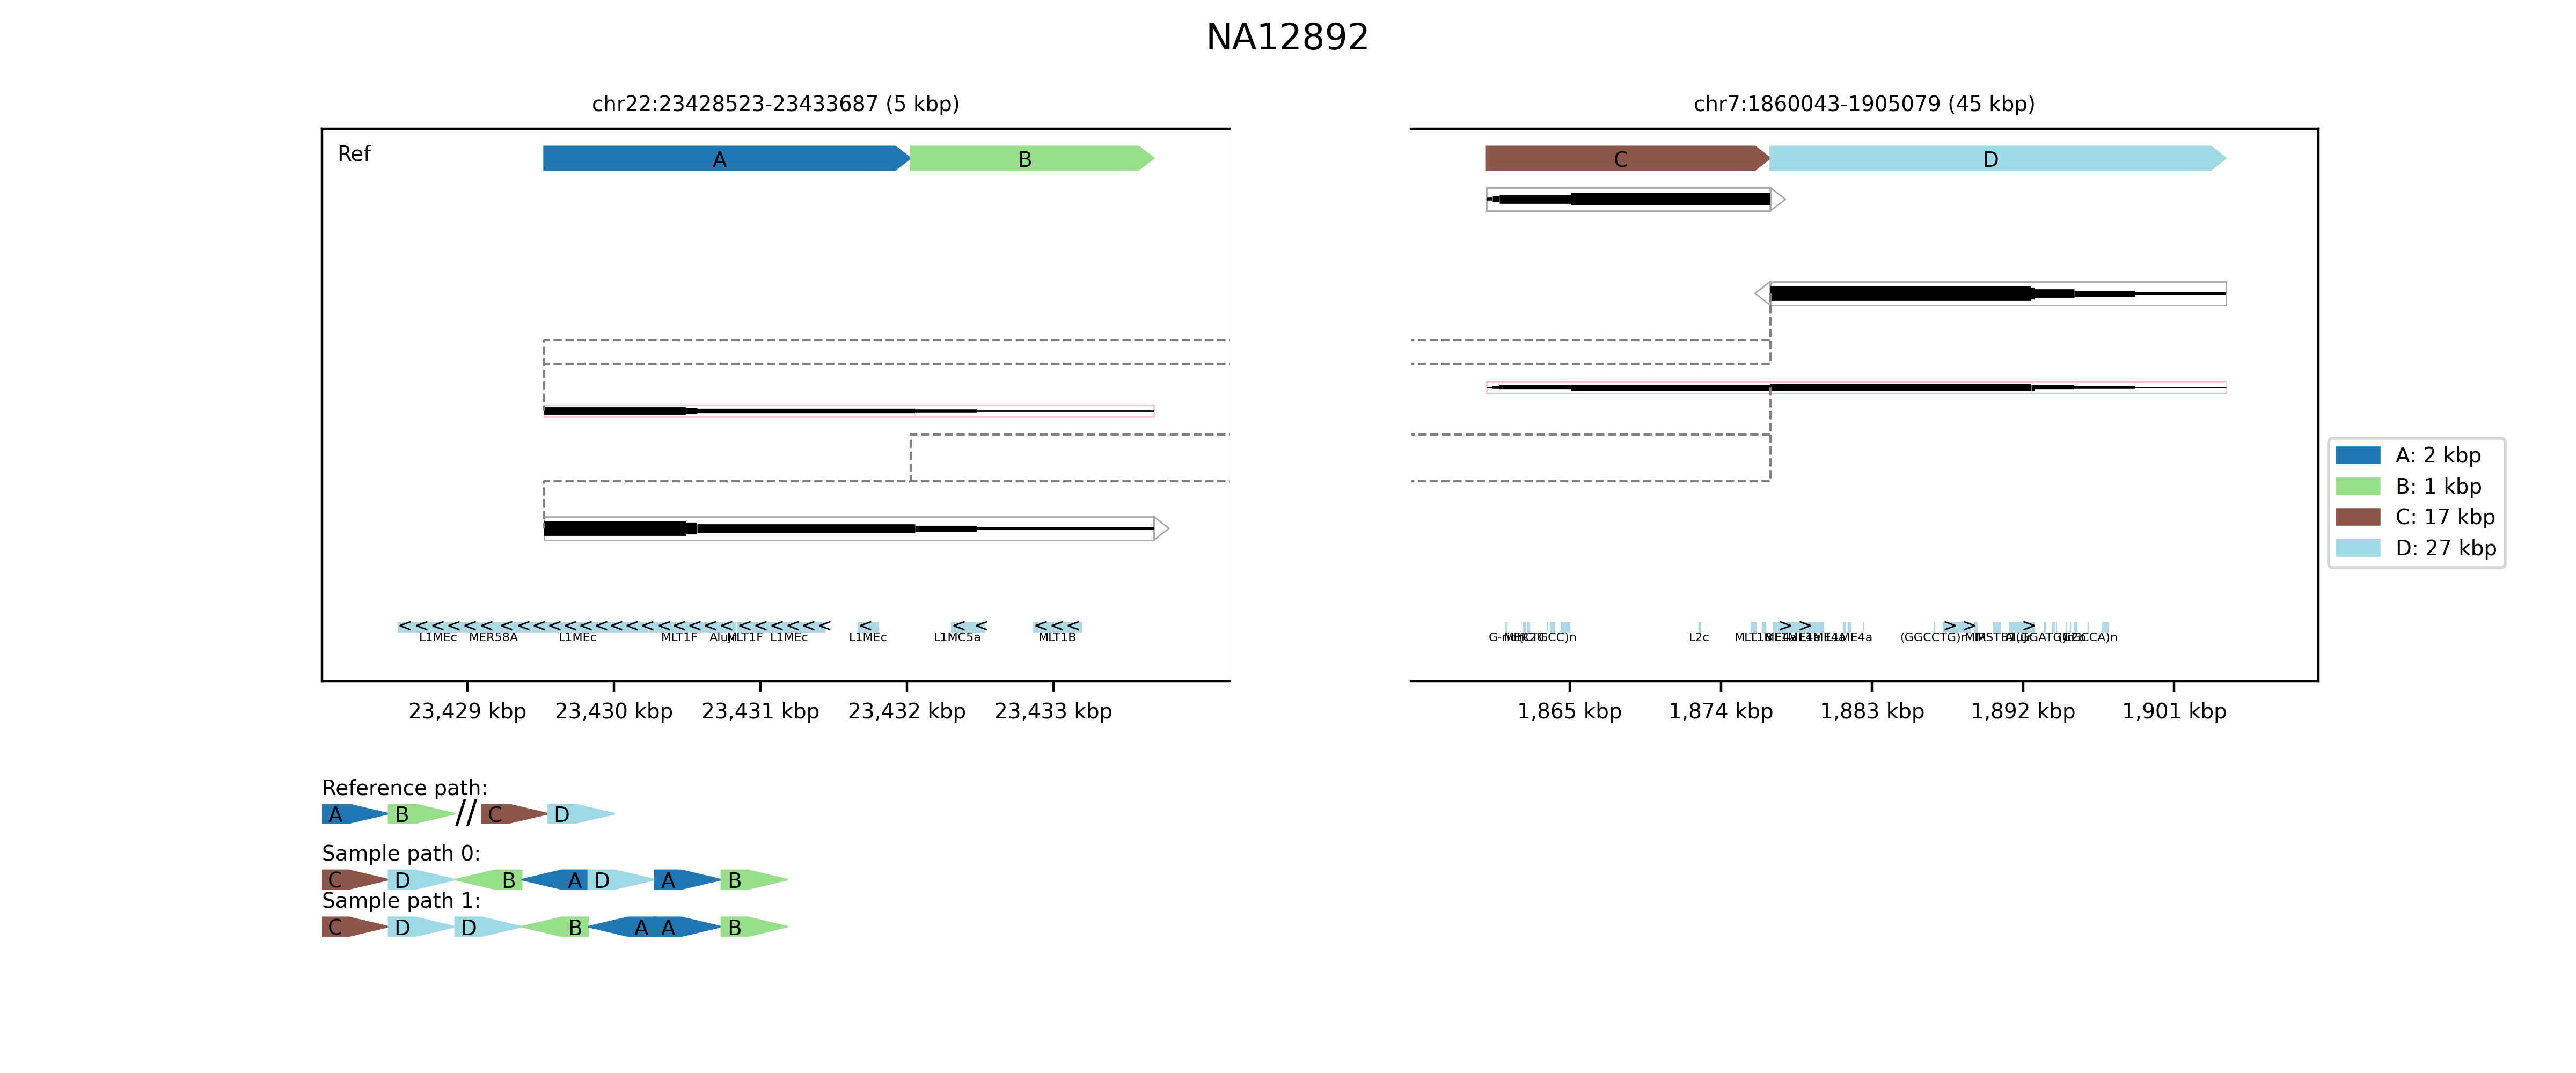 NA12892
chr22:23428523-23433687 (5 kbp)
chr7:1860043-1905079 (45 kbp)
Ref
A B
C D
A: 2 kbp
B: 1 kbp
C: 17 kbp
D: 27 kbp
< < < < < < < < < < < < < < < < < < < < < < < < < < < < < < < < < <
> > > > >
L1MEc MER58A L1MEc MLT1F MLT1F L1MEc L1MEc L1MC5a MLT1B
L2c
23,429 kbp 23,430 kbp 23,431 kbp 23,432 kbp 23,433 kbp
1,865 kbp 1,874 kbp 1,883 kbp 1,892 kbp 1,901 kbp
Reference path:
A B // C D
Sample path 0:
C D B A D A B
Sample path 1:
C D D B A A B